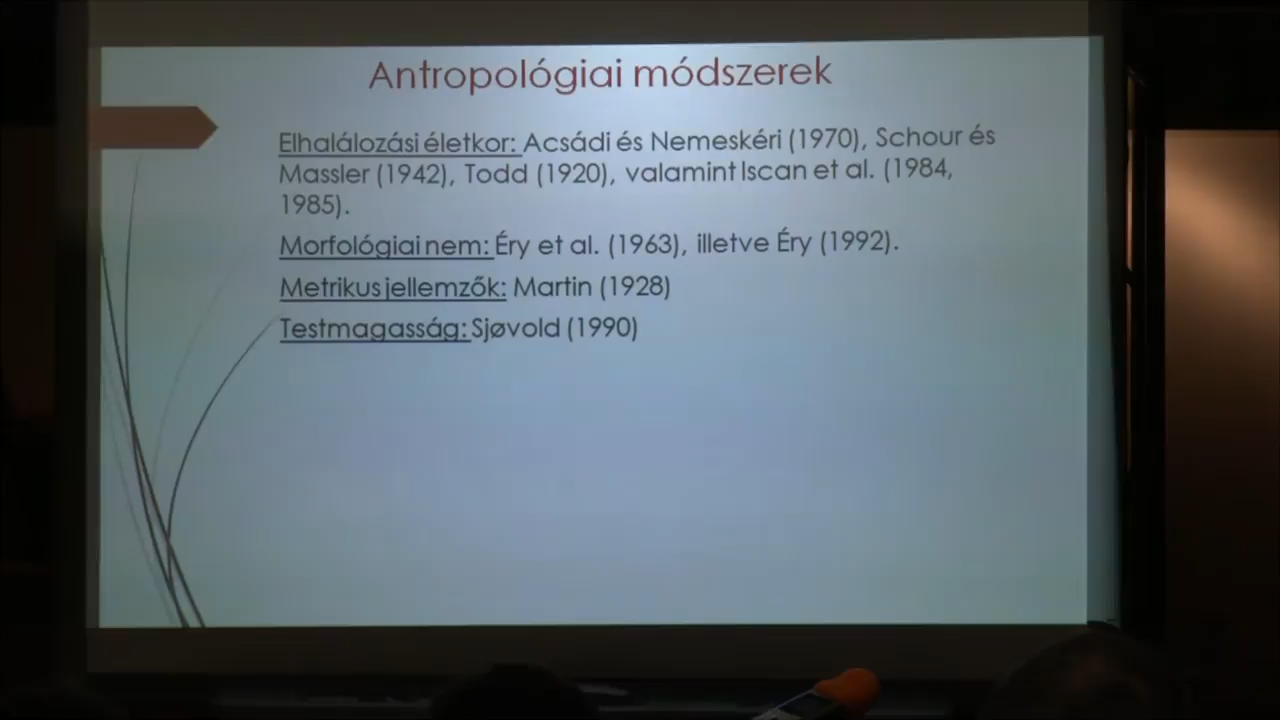 Antropológiai módszerek
Elhalálozási életkor: Acsádi és Nemeskéri (1970), Schour és
Massler (1942), Todd (1920), valamint Iscan et al. (1984,
1985).
Morfológiai nem: Éry et al. (1963), illetve Éry (1992).
Metrikus jellemzők: Martin (1928)
Testmagasság: Sjøvold (1990)